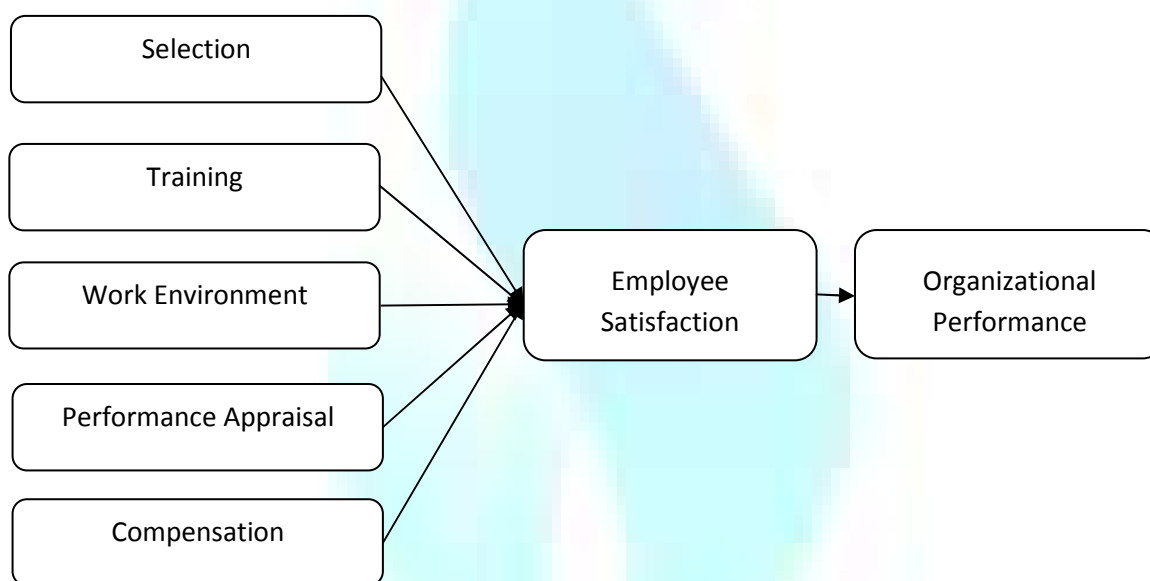 Selection
Training
Work Environment
Performance Appraisal
Compensation
Employee
Satisfaction
Organizational
Performance